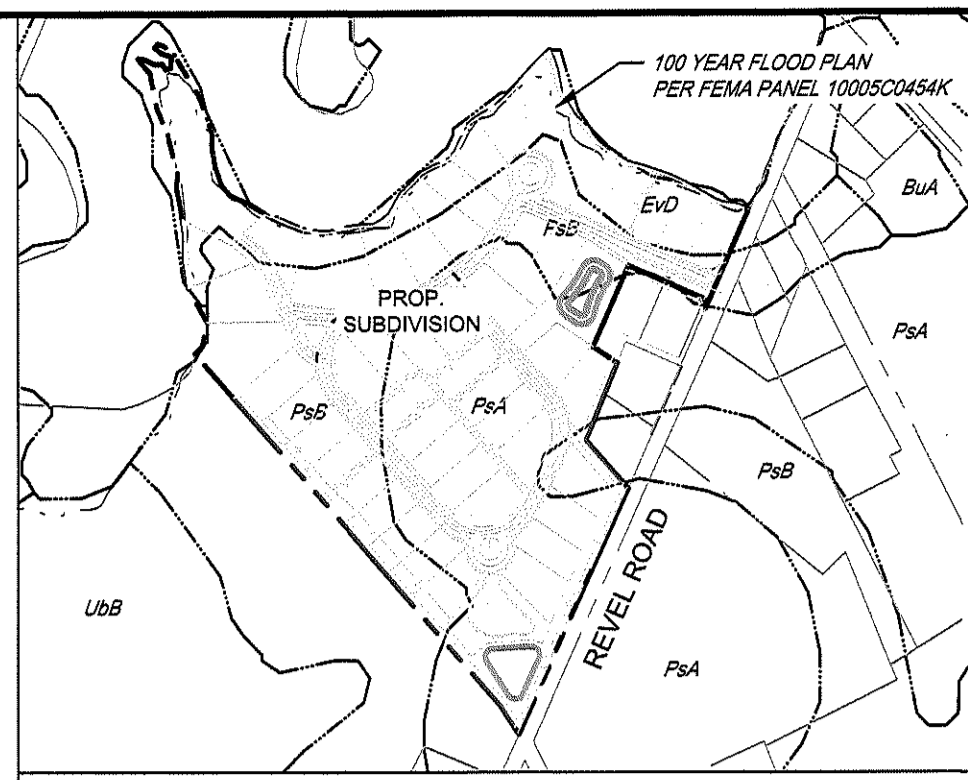 100 YEAR FLOOD PLAN
PER FEMA PANEL 10005C0454K
BuA
EvD
FsB
PROP.
SUBDIVISION
PsA
PsB
PsA
PsB
REVEL ROAD
UbB
PsA